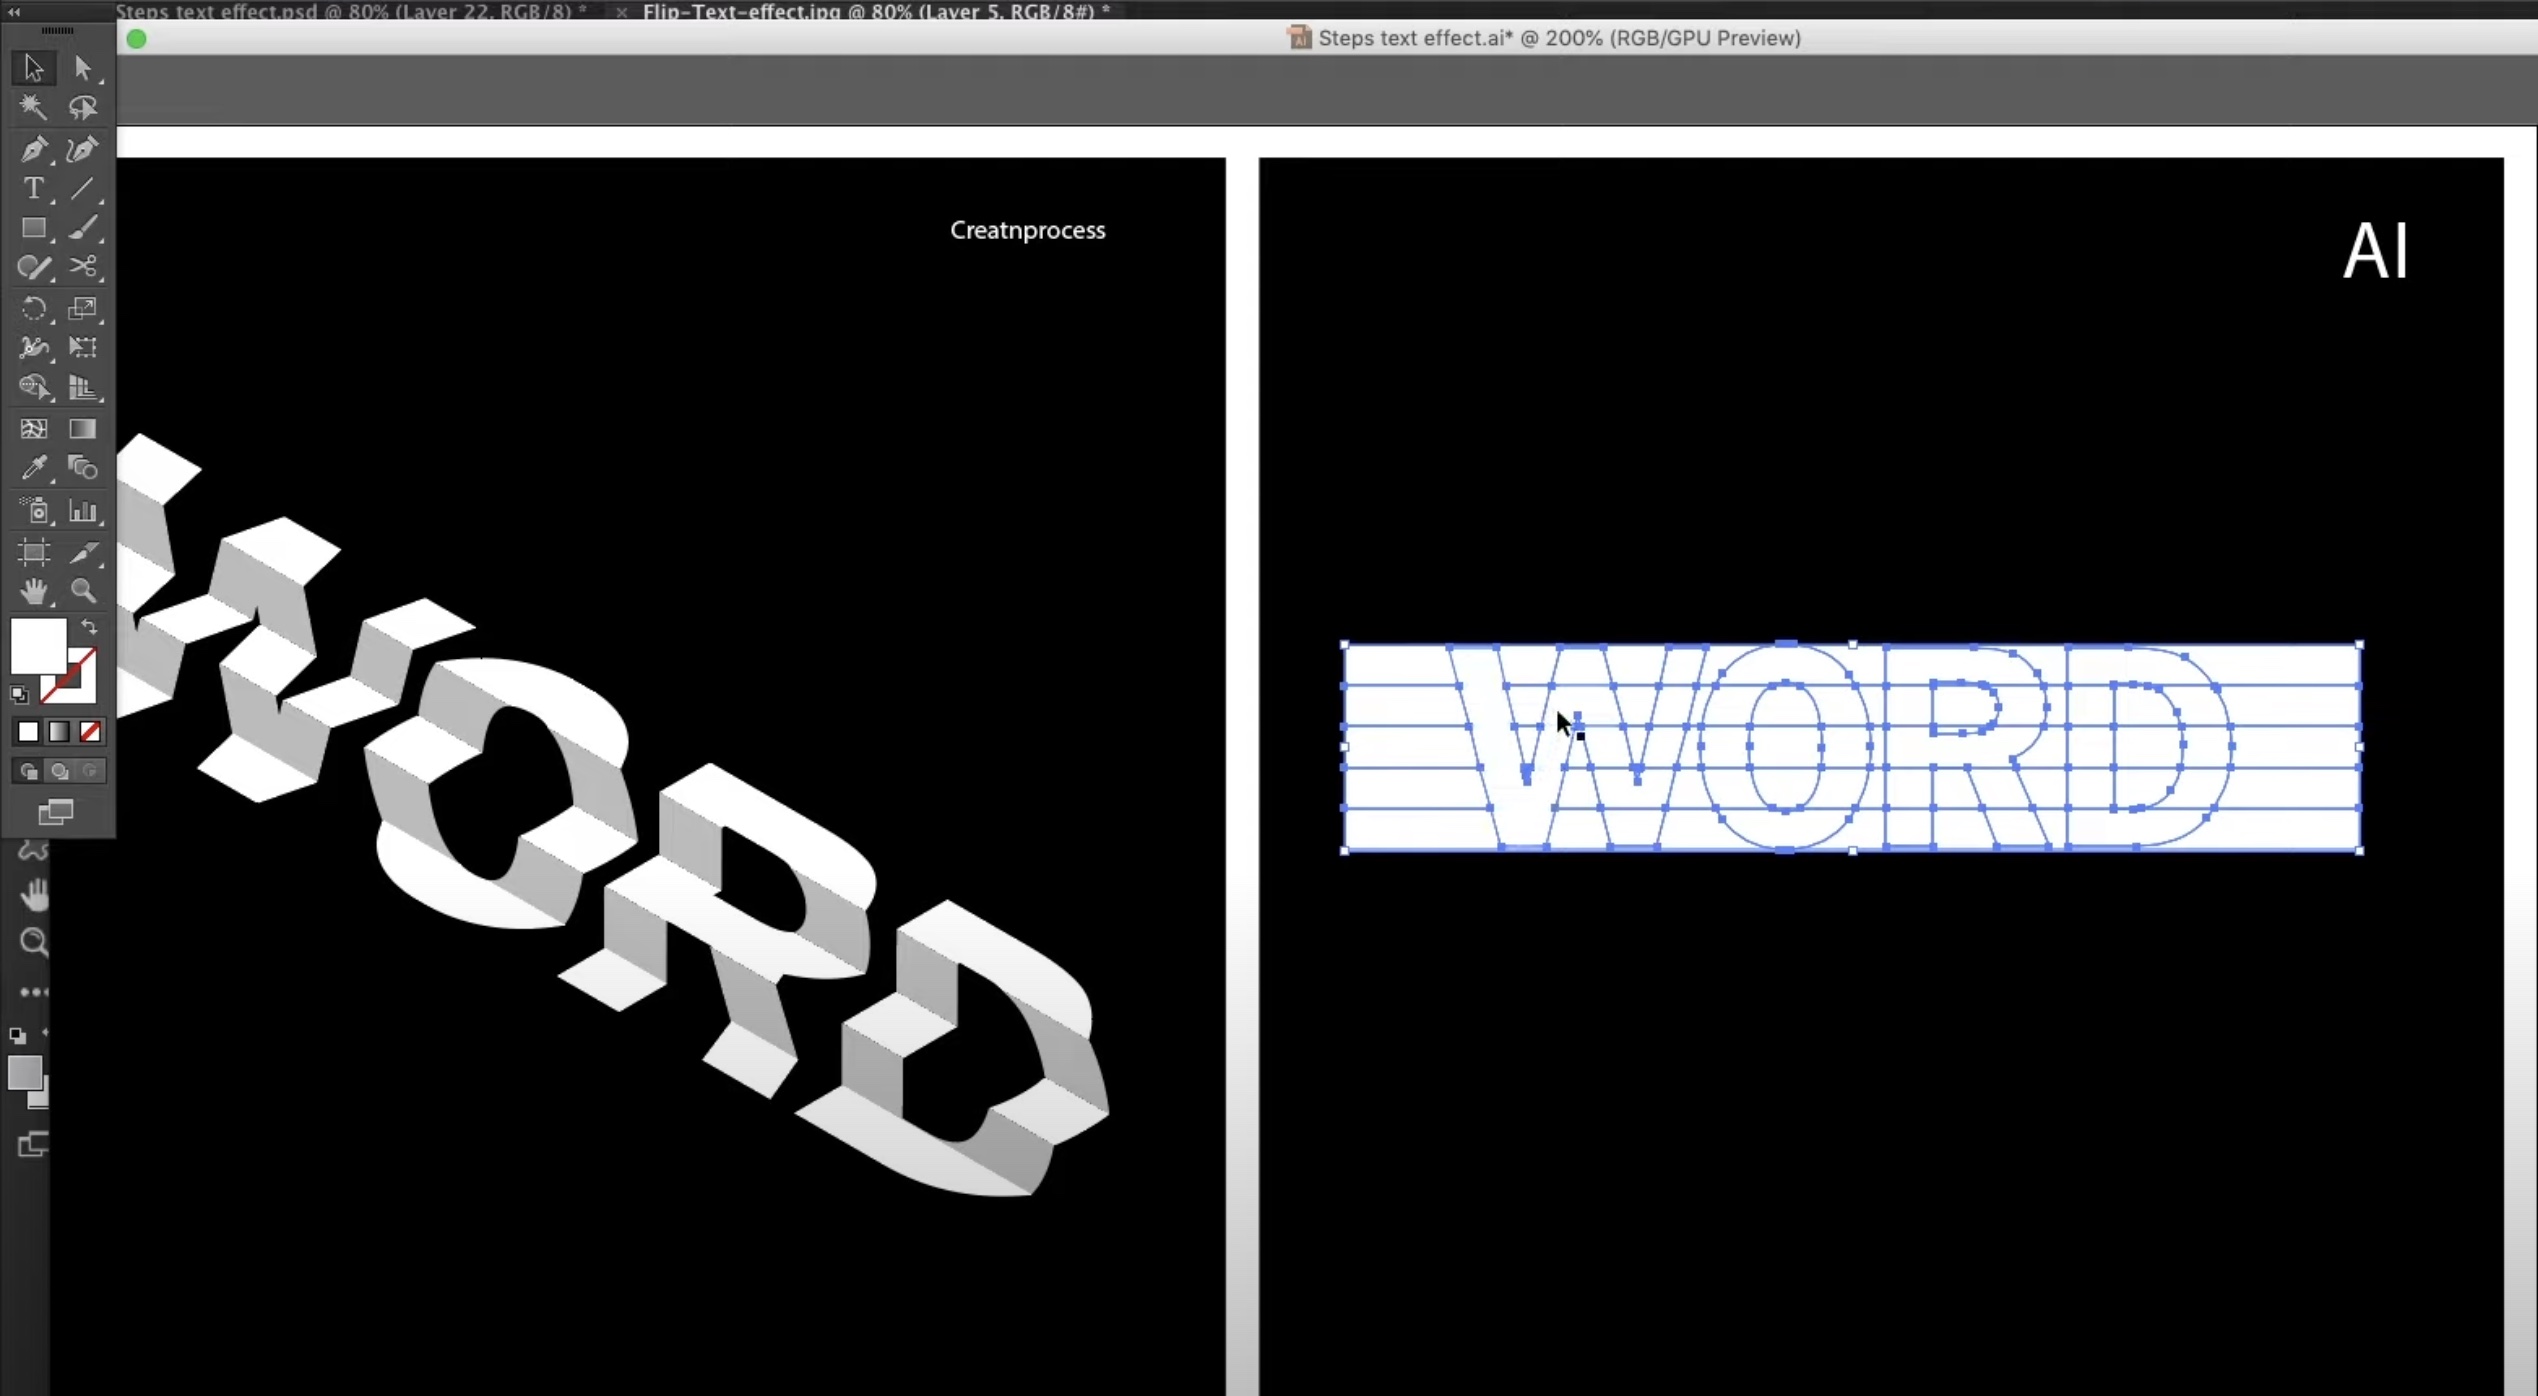 Steps text effect.psd @ 80% (Layer 22, RGB/8) *
× Flip-Text-effect.jpg @ 80% (Layer 5, RGB/8#) *
Steps text effect.ai* @ 200% (RGB/GPU Preview)
Creatnprocess
AI
WORD
WORD